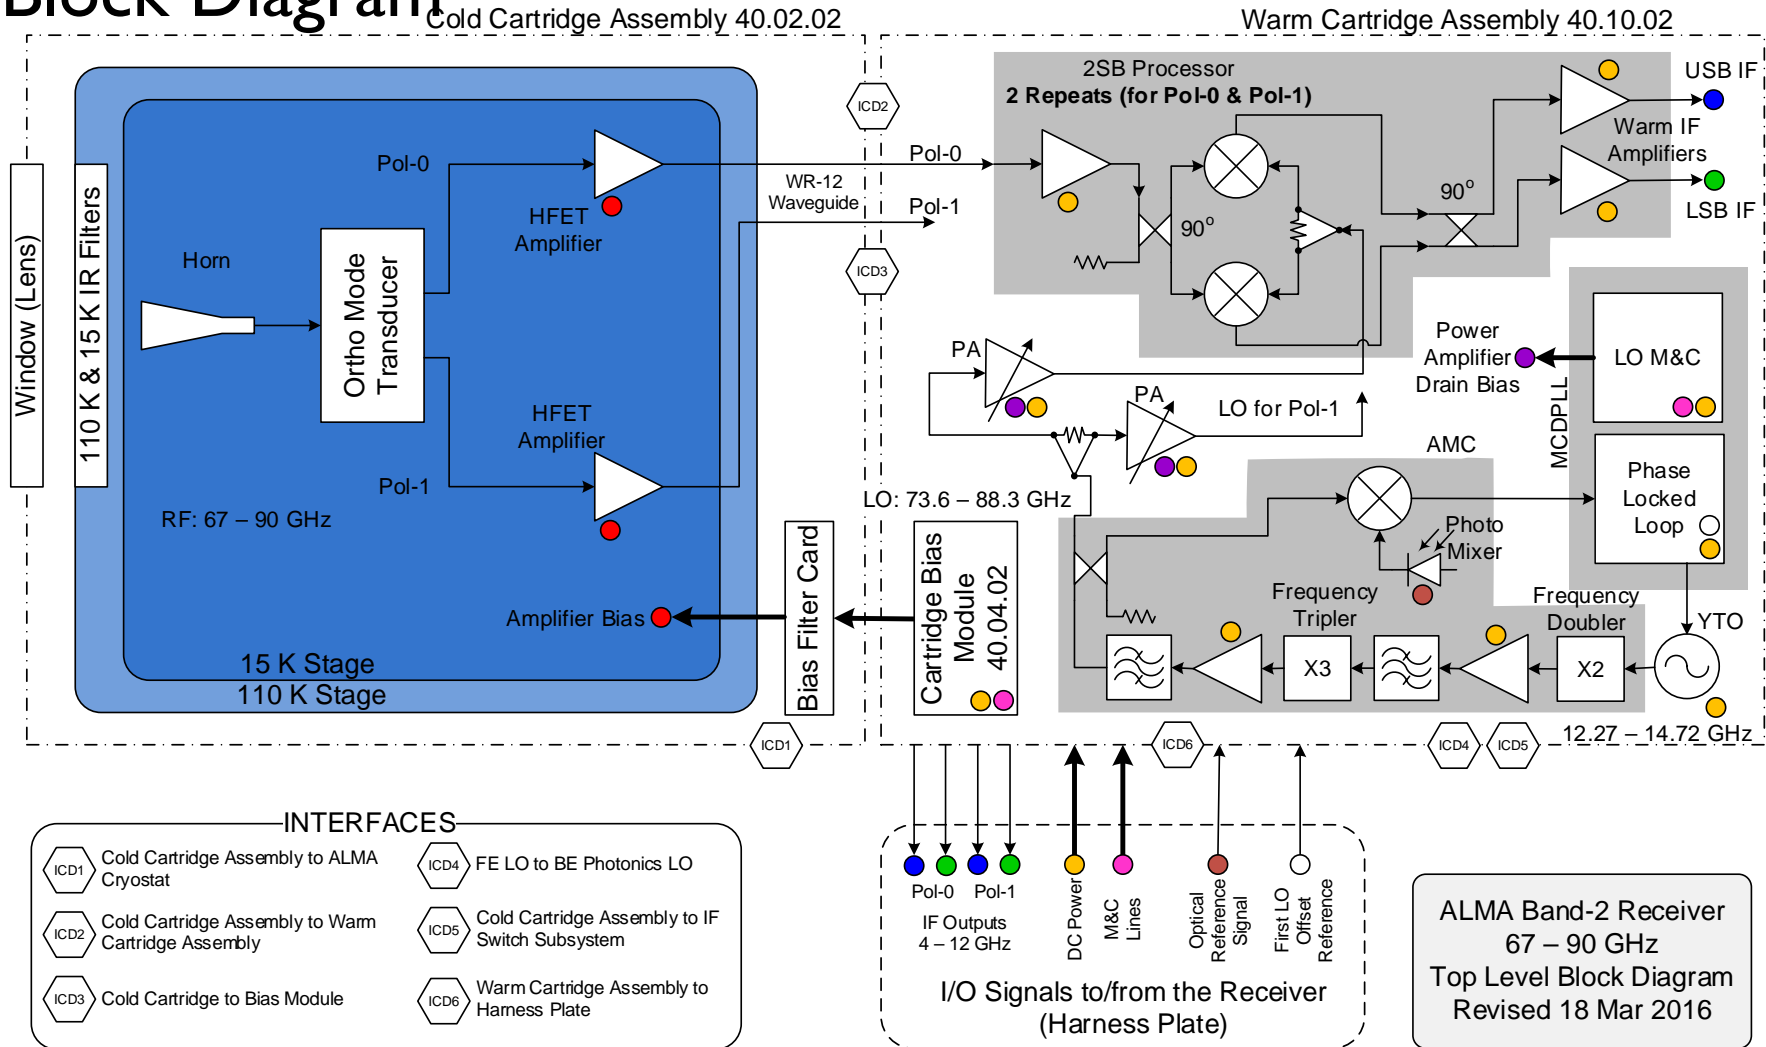 Block Diagram
Cold Cartridge Assembly 40.02.02
Warm Cartridge Assembly 40.10.02
Window (Lens)
110 K & 15 K IR Filters
Horn
Ortho Mode
Transducer
Pol-0
HFET
Amplifier
HFET
Amplifier
Pol-1
RF: 67 – 90 GHz
Amplifier Bias
15 K Stage
110 K Stage
Bias Filter Card
WR-12
Waveguide
ICD2
ICD3
ICD1
Pol-0
Pol-1
2SB Processor
2 Repeats (for Pol-0 & Pol-1)
90°
90°
USB IF
Warm IF
Amplifiers
LSB IF
PA
PA
LO for Pol-1
LO: 73.6 – 88.3 GHz
Cartridge Bias
Module
40.04.02
Power
Amplifier
Drain Bias
LO M&C
MCDPLL
Phase
Locked
Loop
AMC
Photo
Mixer
Frequency
Tripler
Frequency
Doubler
YTO
X3
X2
12.27 – 14.72 GHz
ICD6
ICD4
ICD5
INTERFACES
ICD1
Cold Cartridge Assembly to ALMA
Cryostat
ICD2
Cold Cartridge Assembly to Warm
Cartridge Assembly
ICD3
Cold Cartridge to Bias Module
ICD4
FE LO to BE Photonics LO
ICD5
Cold Cartridge Assembly to IF
Switch Subsystem
ICD6
Warm Cartridge Assembly to
Harness Plate
Pol-0
Pol-1
IF Outputs
4 – 12 GHz
DC Power
M&C
Lines
Optical
Reference
Signal
First LO
Offset
Reference
I/O Signals to/from the Receiver
(Harness Plate)
ALMA Band-2 Receiver
67 – 90 GHz
Top Level Block Diagram
Revised 18 Mar 2016